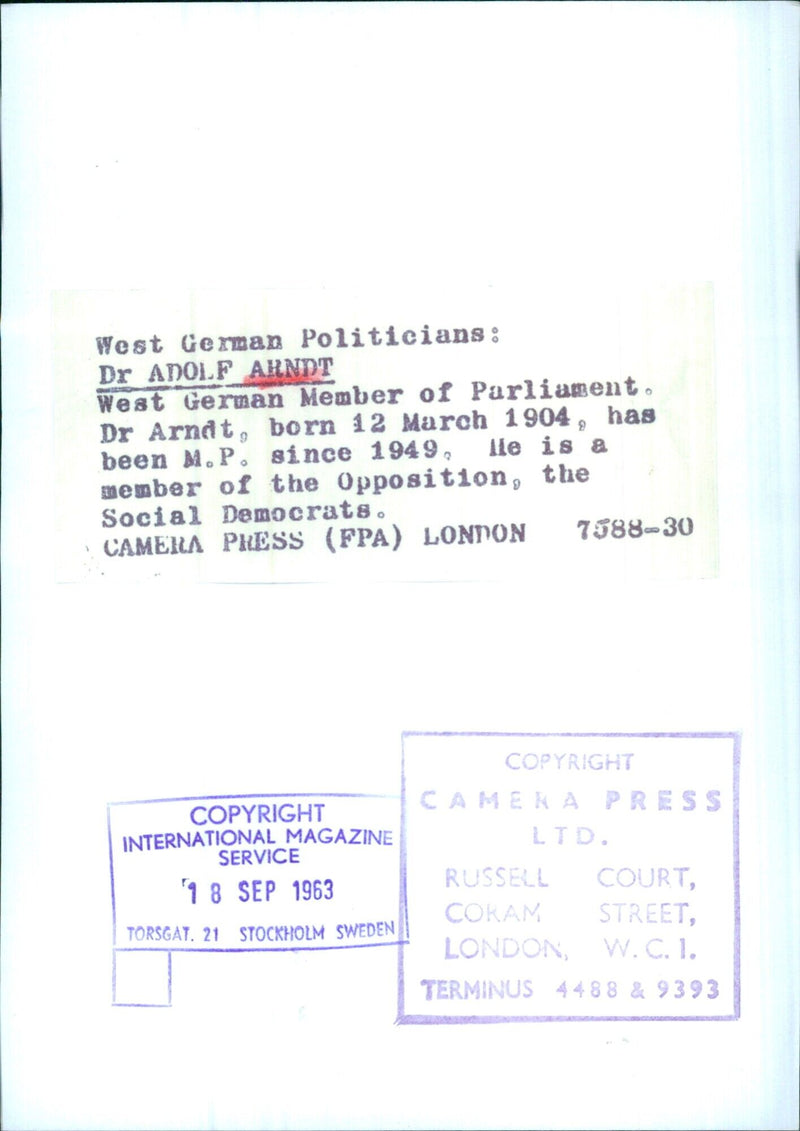 West German Politicians:
Dr ADOLF ARNDT
West German Member of Parliament.
Dr Arndt, born 12 March 1904, has
been M.P. since 1949. He is a
member of the Opposition, the
Social Democrats.
CAMERA PRESS (FPA) LONDON 7588-30
COPYRIGHT
INTERNATIONAL MAGAZINE
SERVICE
18 SEP 1963
TORSGAT. 21 STOCKHOLM SWEDEN
COPYRIGHT
CAMERA PRESS
LTD.
RUSSELL COURT,
CORAM STREET,
LONDON, W.C.1.
TERMINUS 4488 & 9393